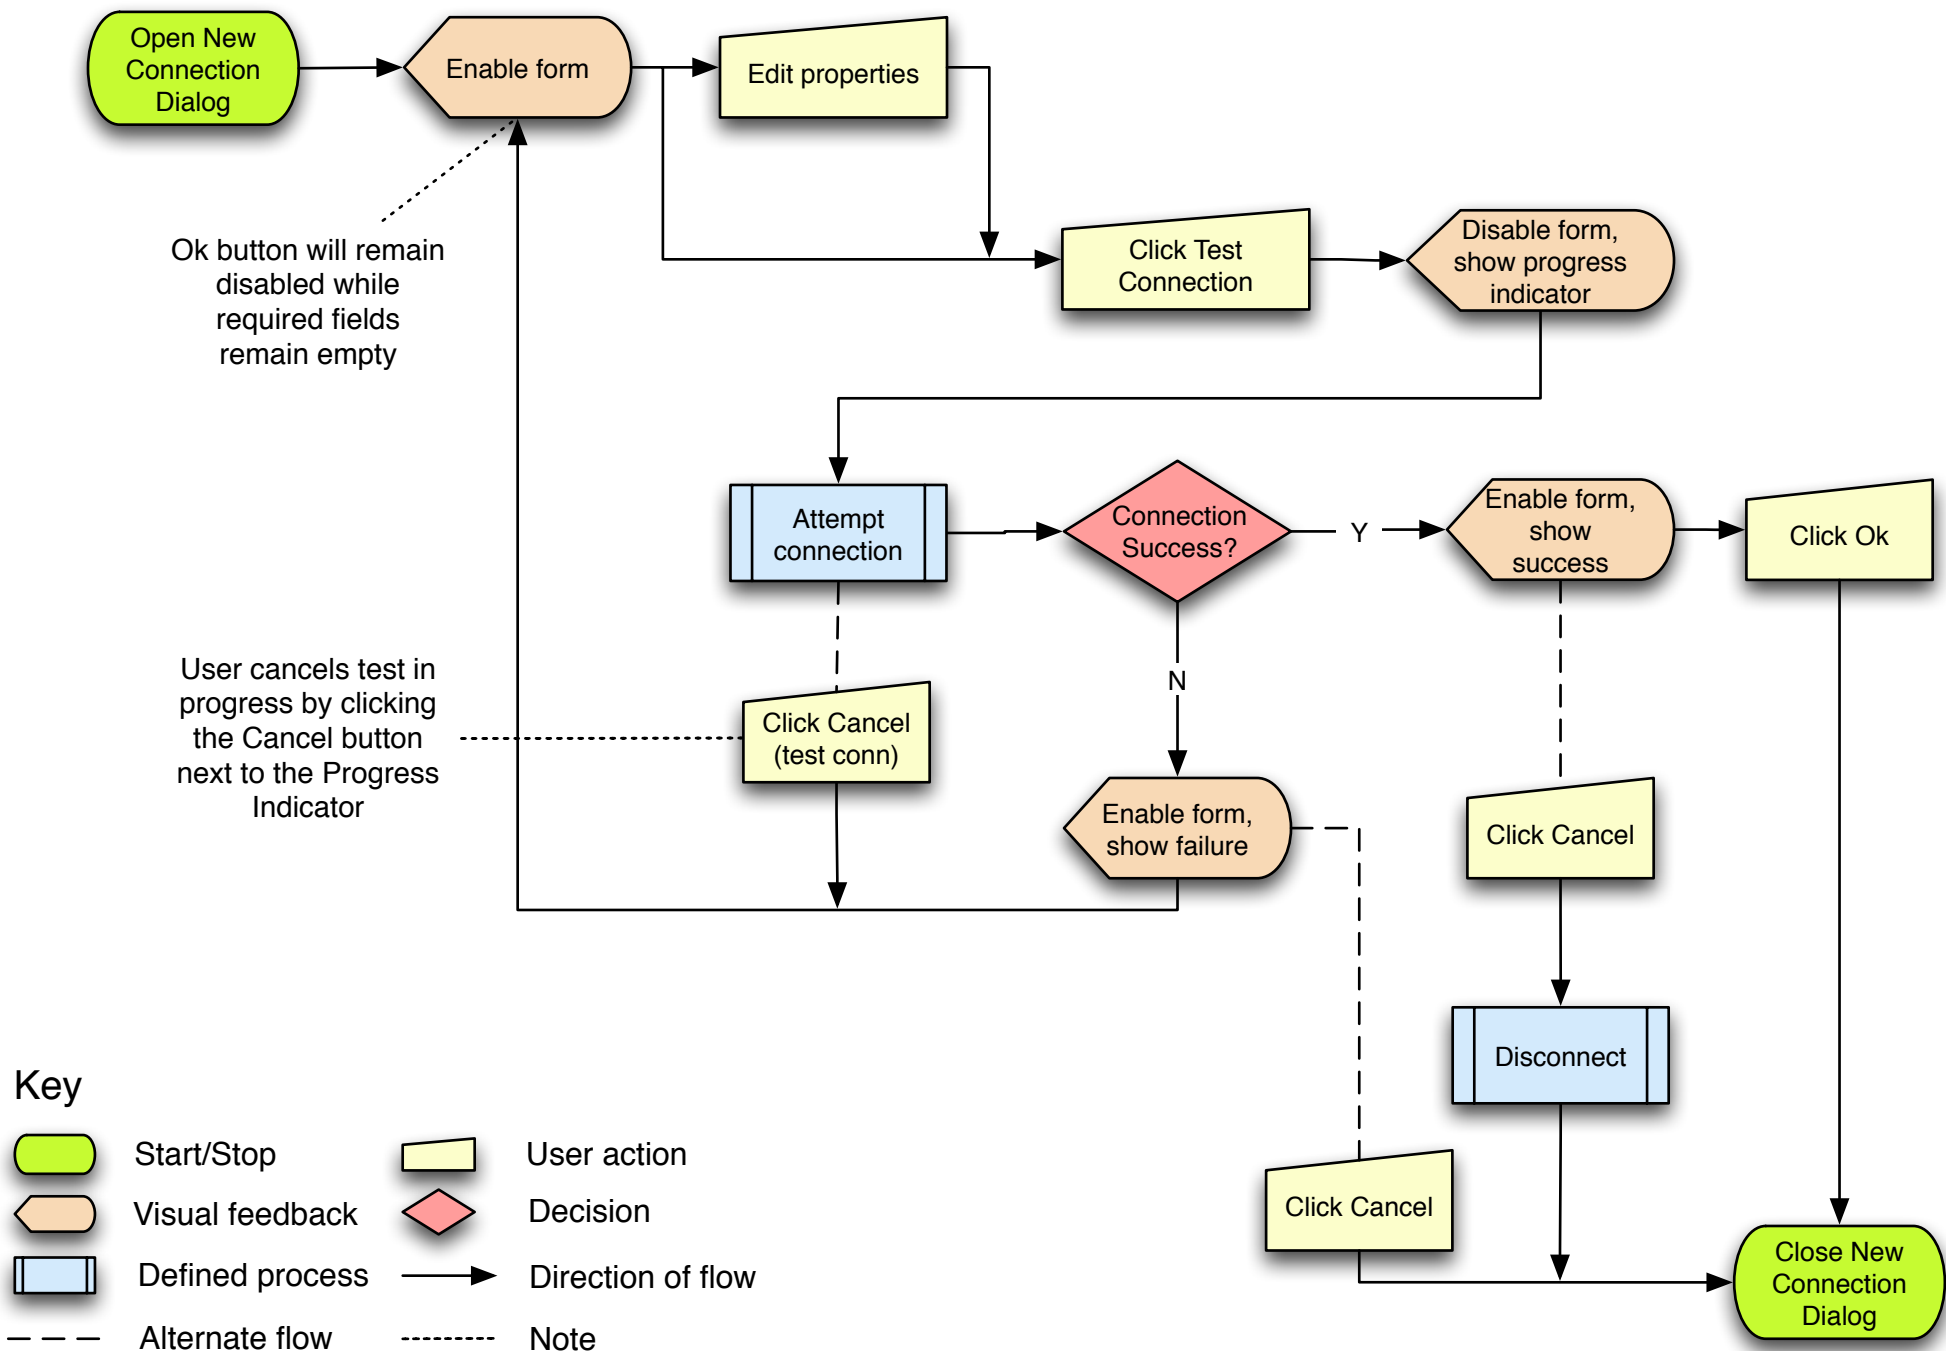 Open New
Connection
Dialog
Enable form
Edit properties
Ok button will remain
disabled while
required fields
remain empty
Click Test
Connection
Disable form,
show progress
indicator
Attempt
connection
Connection
Success?
Y
Enable form,
show
success
Click Ok
N
User cancels test in
progress by clicking
the Cancel button
next to the Progress
Indicator
Click Cancel
(test conn)
Enable form,
show failure
Click Cancel
Disconnect
Click Cancel
Close New
Connection
Dialog
Key
Start/Stop
User action
Visual feedback
Decision
Defined process
Direction of flow
Alternate flow
Note